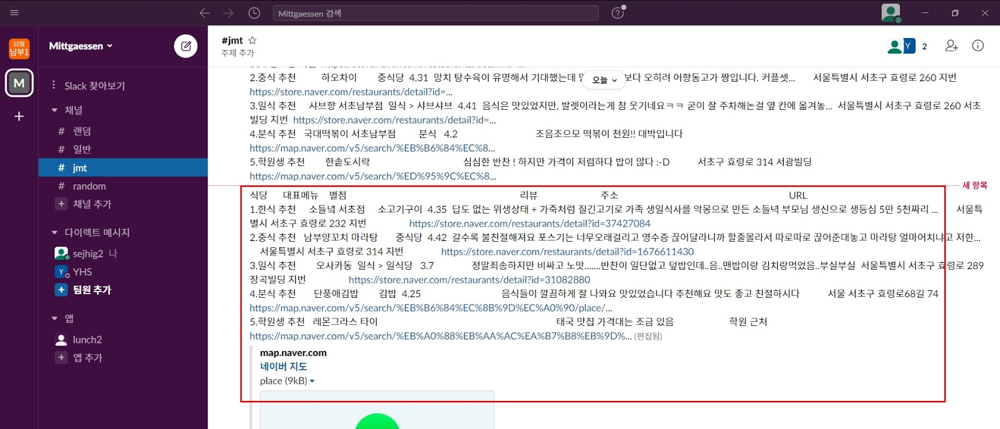 Mittgaessen 검색
10월
남부1
M
Mittgaessen
Slack 찾아보기
채널
# 랜덤
# 일반
# jmt
# random
+ 채널 추가
다이렉트 메시지
sejhig2 나
Y YHS
+ 팀원 추가
앱
lunch2
+ 앱 추가
#jmt
주제 추가
Y 2
오늘
2.중식 추천 하오차이 중식당 4.31 망치 탕수육이 유명해서 기대했는데 보다 오히려 어향동고가 짱입니다. 커플셋... 서울특별시 서초구 효령로 260 지번
https://store.naver.com/restaurants/detail?id=...
3.일식 추천 샤브향 서초남부점 일식 > 샤브샤브 4.41 음식은 맛있었지만, 발렛이라는게 참 웃기네요ㅋㅋ 굳이 잘 주차해논걸 옆 칸에 옮겨놓... 서울특별시 서초구 효령로 260 서초
빌딩 지번 https://store.naver.com/restaurants/detail?id=...
4.분식 추천 국대떡볶이 서초남부점 분식 4.2 조음조으모 떡볶이 천원!! 대박입니다
https://map.naver.com/v5/search/%EB%B6%84%EC%8...
5.학원생 추천 한솥도시락 심심한 반찬 ! 하지만 가격이 저렴하다 밥이 많다 :-D 서초구 효령로 314 서광빌딩
https://map.naver.com/v5/search/%ED%95%9C%EC%8...
새 항목
식당 대표메뉴 별점 리뷰 주소 URL
1.한식 추천 소들녘 서초점 소고기구이 4.35 답도 없는 위생상태 + 가죽처럼 질긴고기로 가족 생일식사를 악몽으로 만든 소들녁 부모님 생신으로 생등심 5만 5천짜리 ... 서울특
별시 서초구 효령로 232 지번 https://store.naver.com/restaurants/detail?id=37427084
2.중식 추천 남부양꼬치 마라탕 중식당 4.42 갈수록 불친절해져요 포스기는 너무오래걸리고 영수증 끊어달라니까 할줄몰라서 따로따로 끊어준대놓고 마라탕 얼마어치냐고 저한...
서울특별시 서초구 효령로 314 지번 https://store.naver.com/restaurants/detail?id=1676611430
3.일식 추천 오사카동 일식 > 일식당 3.7 정말죄송하지만 비싸고 노맛.......반찬이 일단없고 덮밥인데..음..맨밥이랑 김치랑먹었음..부실부실 서울특별시 서초구 효령로 289
장곡빌딩 지번 https://store.naver.com/restaurants/detail?id=31082880
4.분식 추천 단풍애김밥 김밥 4.25 음식들이 깔끔하게 잘 나와요 맛있었습니다 추천해요 맛도 좋고 친절하시다 서울 서초구 효령로68길 74
https://map.naver.com/v5/search/%EB%B6%84%EC%8B%9D%EC%A0%90/place/...
5.학원생 추천 레몬그라스 타이 태국 맛집 가격대는 조금 있음 학원 근처
https://map.naver.com/v5/search/%EB%A0%88%EB%AA%AC%EA%B7%B8%EB%9D%... (편집됨)
map.naver.com
네이버 지도
place (9kB)